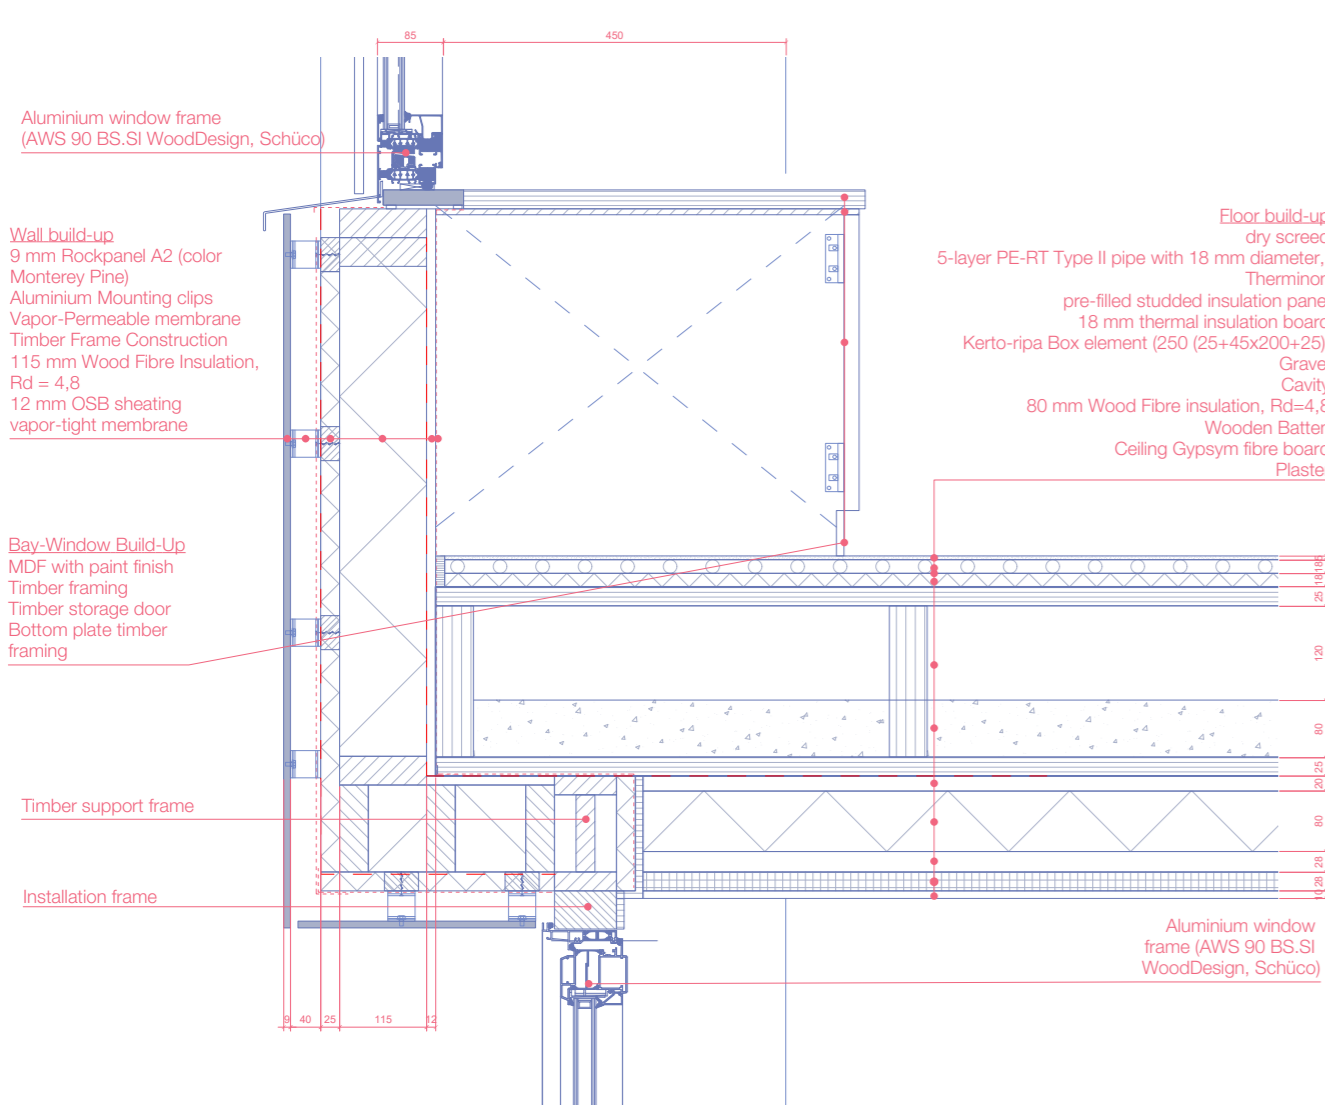 85
450
Aluminium window frame
(AWS 90 BS.SI WoodDesign, Schüco)
Wall build-up
9 mm Rockpanel A2 (color
Monterey Pine)
Aluminium Mounting clips
Vapor-Permeable membrane
Timber Frame Construction
115 mm Wood Fibre Insulation,
Rd = 4,8
12 mm OSB sheating
vapor-tight membrane
Floor build-up
dry screed
5-layer PE-RT Type II pipe with 18 mm diameter,
Therminon
pre-filled studded insulation panel
18 mm thermal insulation board
Kerto-ripa Box element (250 (25+45x200+25)
Gravel
Cavity
80 mm Wood Fibre insulation, Rd=4,8
Wooden Batten
Ceiling Gypsym fibre board
Plaster
Bay-Window Build-Up
MDF with paint finish
Timber framing
Timber storage door
Bottom plate timber
framing
18
18
25
120
80
25
20
80
28
28
10
Timber support frame
Installation frame
Aluminium window
frame (AWS 90 BS.SI
WoodDesign, Schüco)
9
40
25
115
12